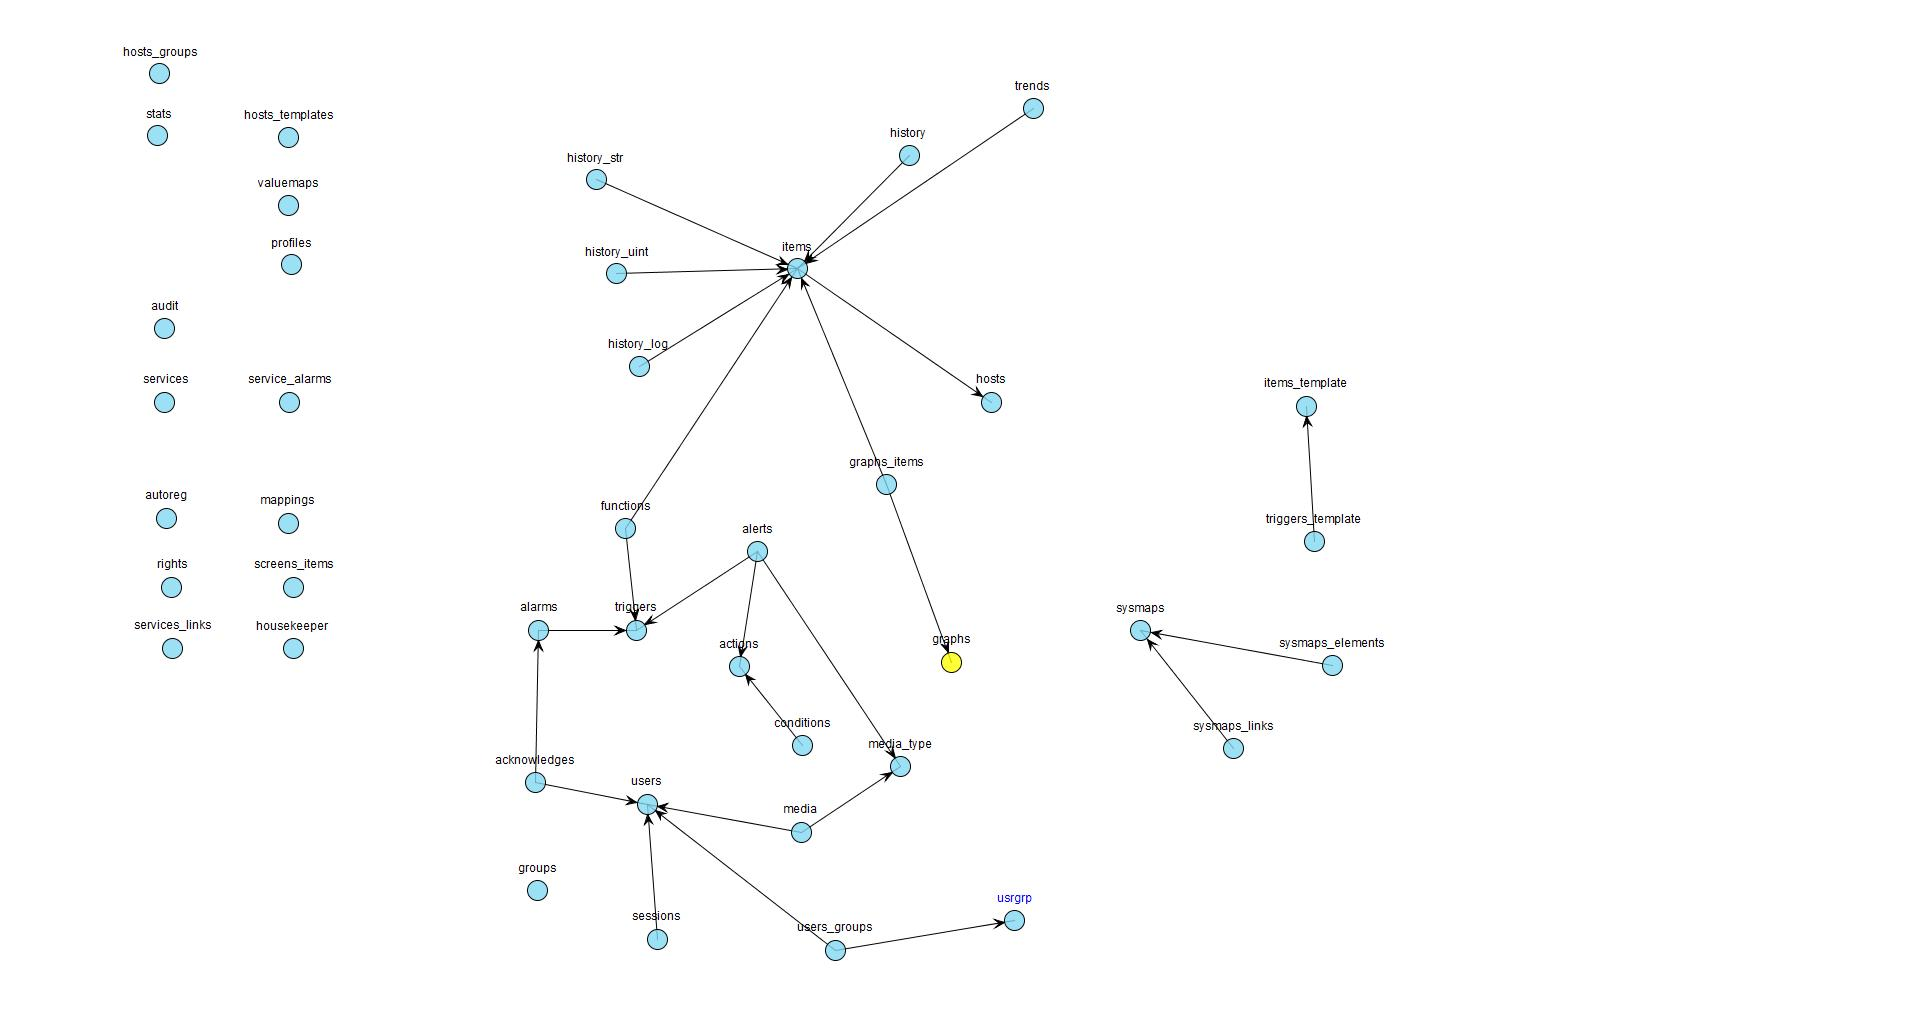 hosts_groups
stats
hosts_templates
valuemaps
profiles
audit
services
service_alarms
autoreg
mappings
rights
screens_items
services_links
housekeeper
trends
history
history_str
items
history_uint
history_log
hosts
graphs_items
functions
alerts
alarms
triggers
actions
graphs
conditions
media_type
acknowledges
users
media
groups
sessions
users_groups
usrgrp
items_template
triggers_template
sysmaps
sysmaps_elements
sysmaps_links